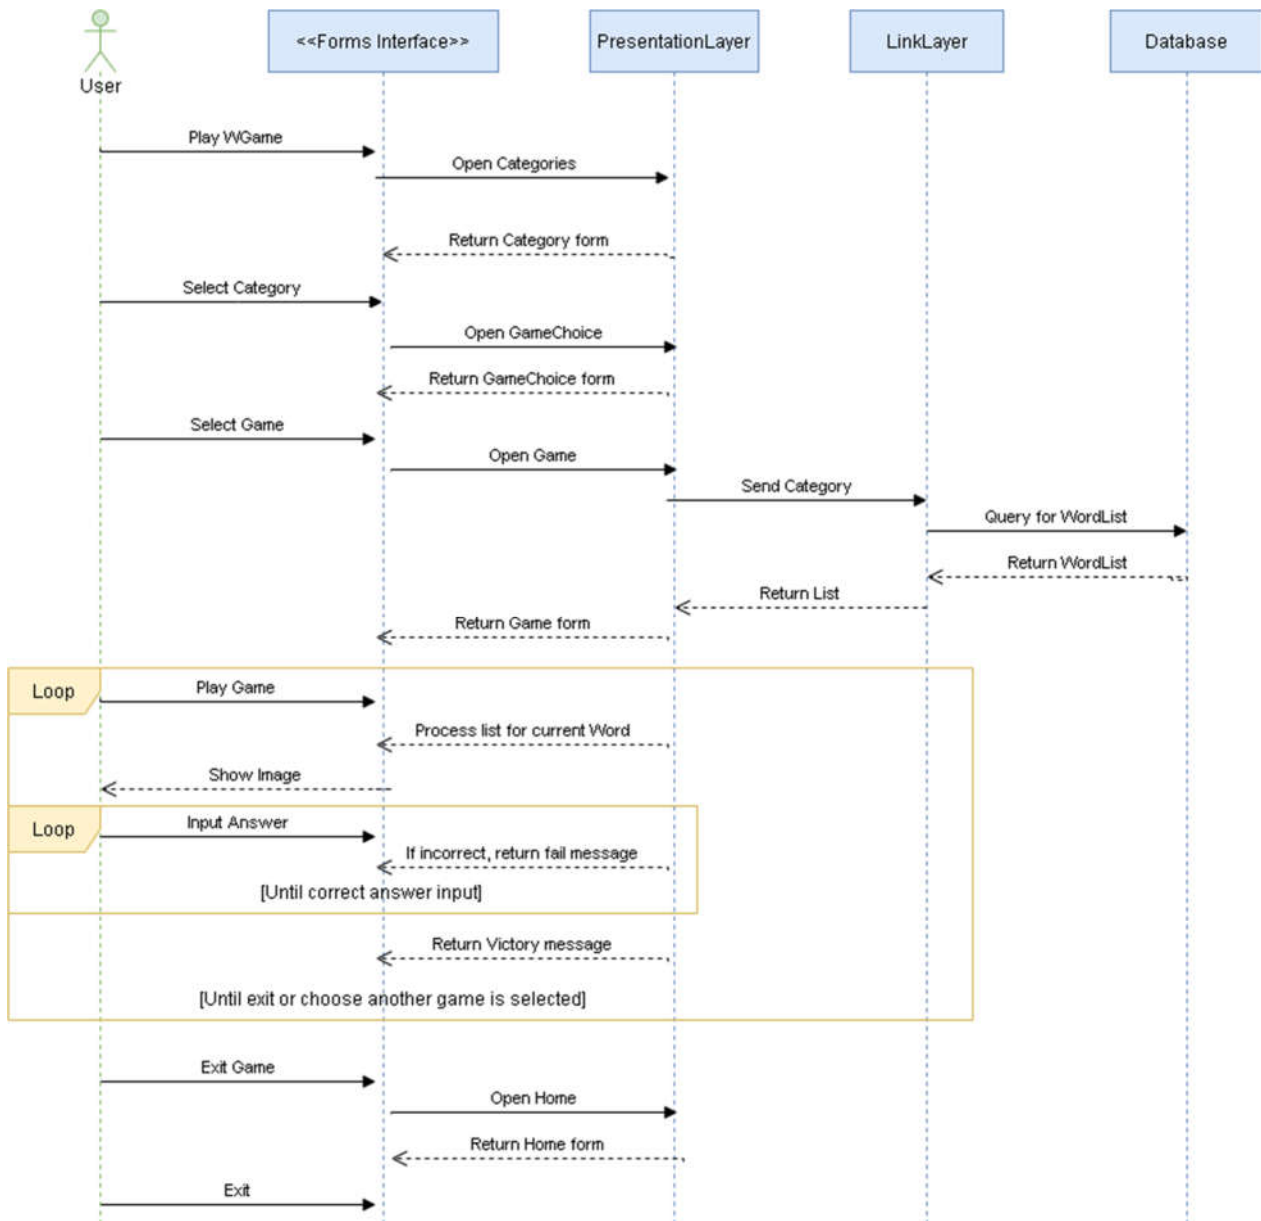 <<Forms Interface>>
PresentationLayer
LinkLayer
Database
User
Play WGame
Open Categories
Return Category form
Select Category
Open GameChoice
Return GameChoice form
Select Game
Open Game
Send Category
Query for WordList
Return WordList
Return List
Return Game form
Loop
Play Game
Process list for current Word
Show Image
Loop
Input Answer
If incorrect, return fail message
[Until correct answer input]
Return Victory message
[Until exit or choose another game is selected]
Exit Game
Open Home
Return Home form
Exit